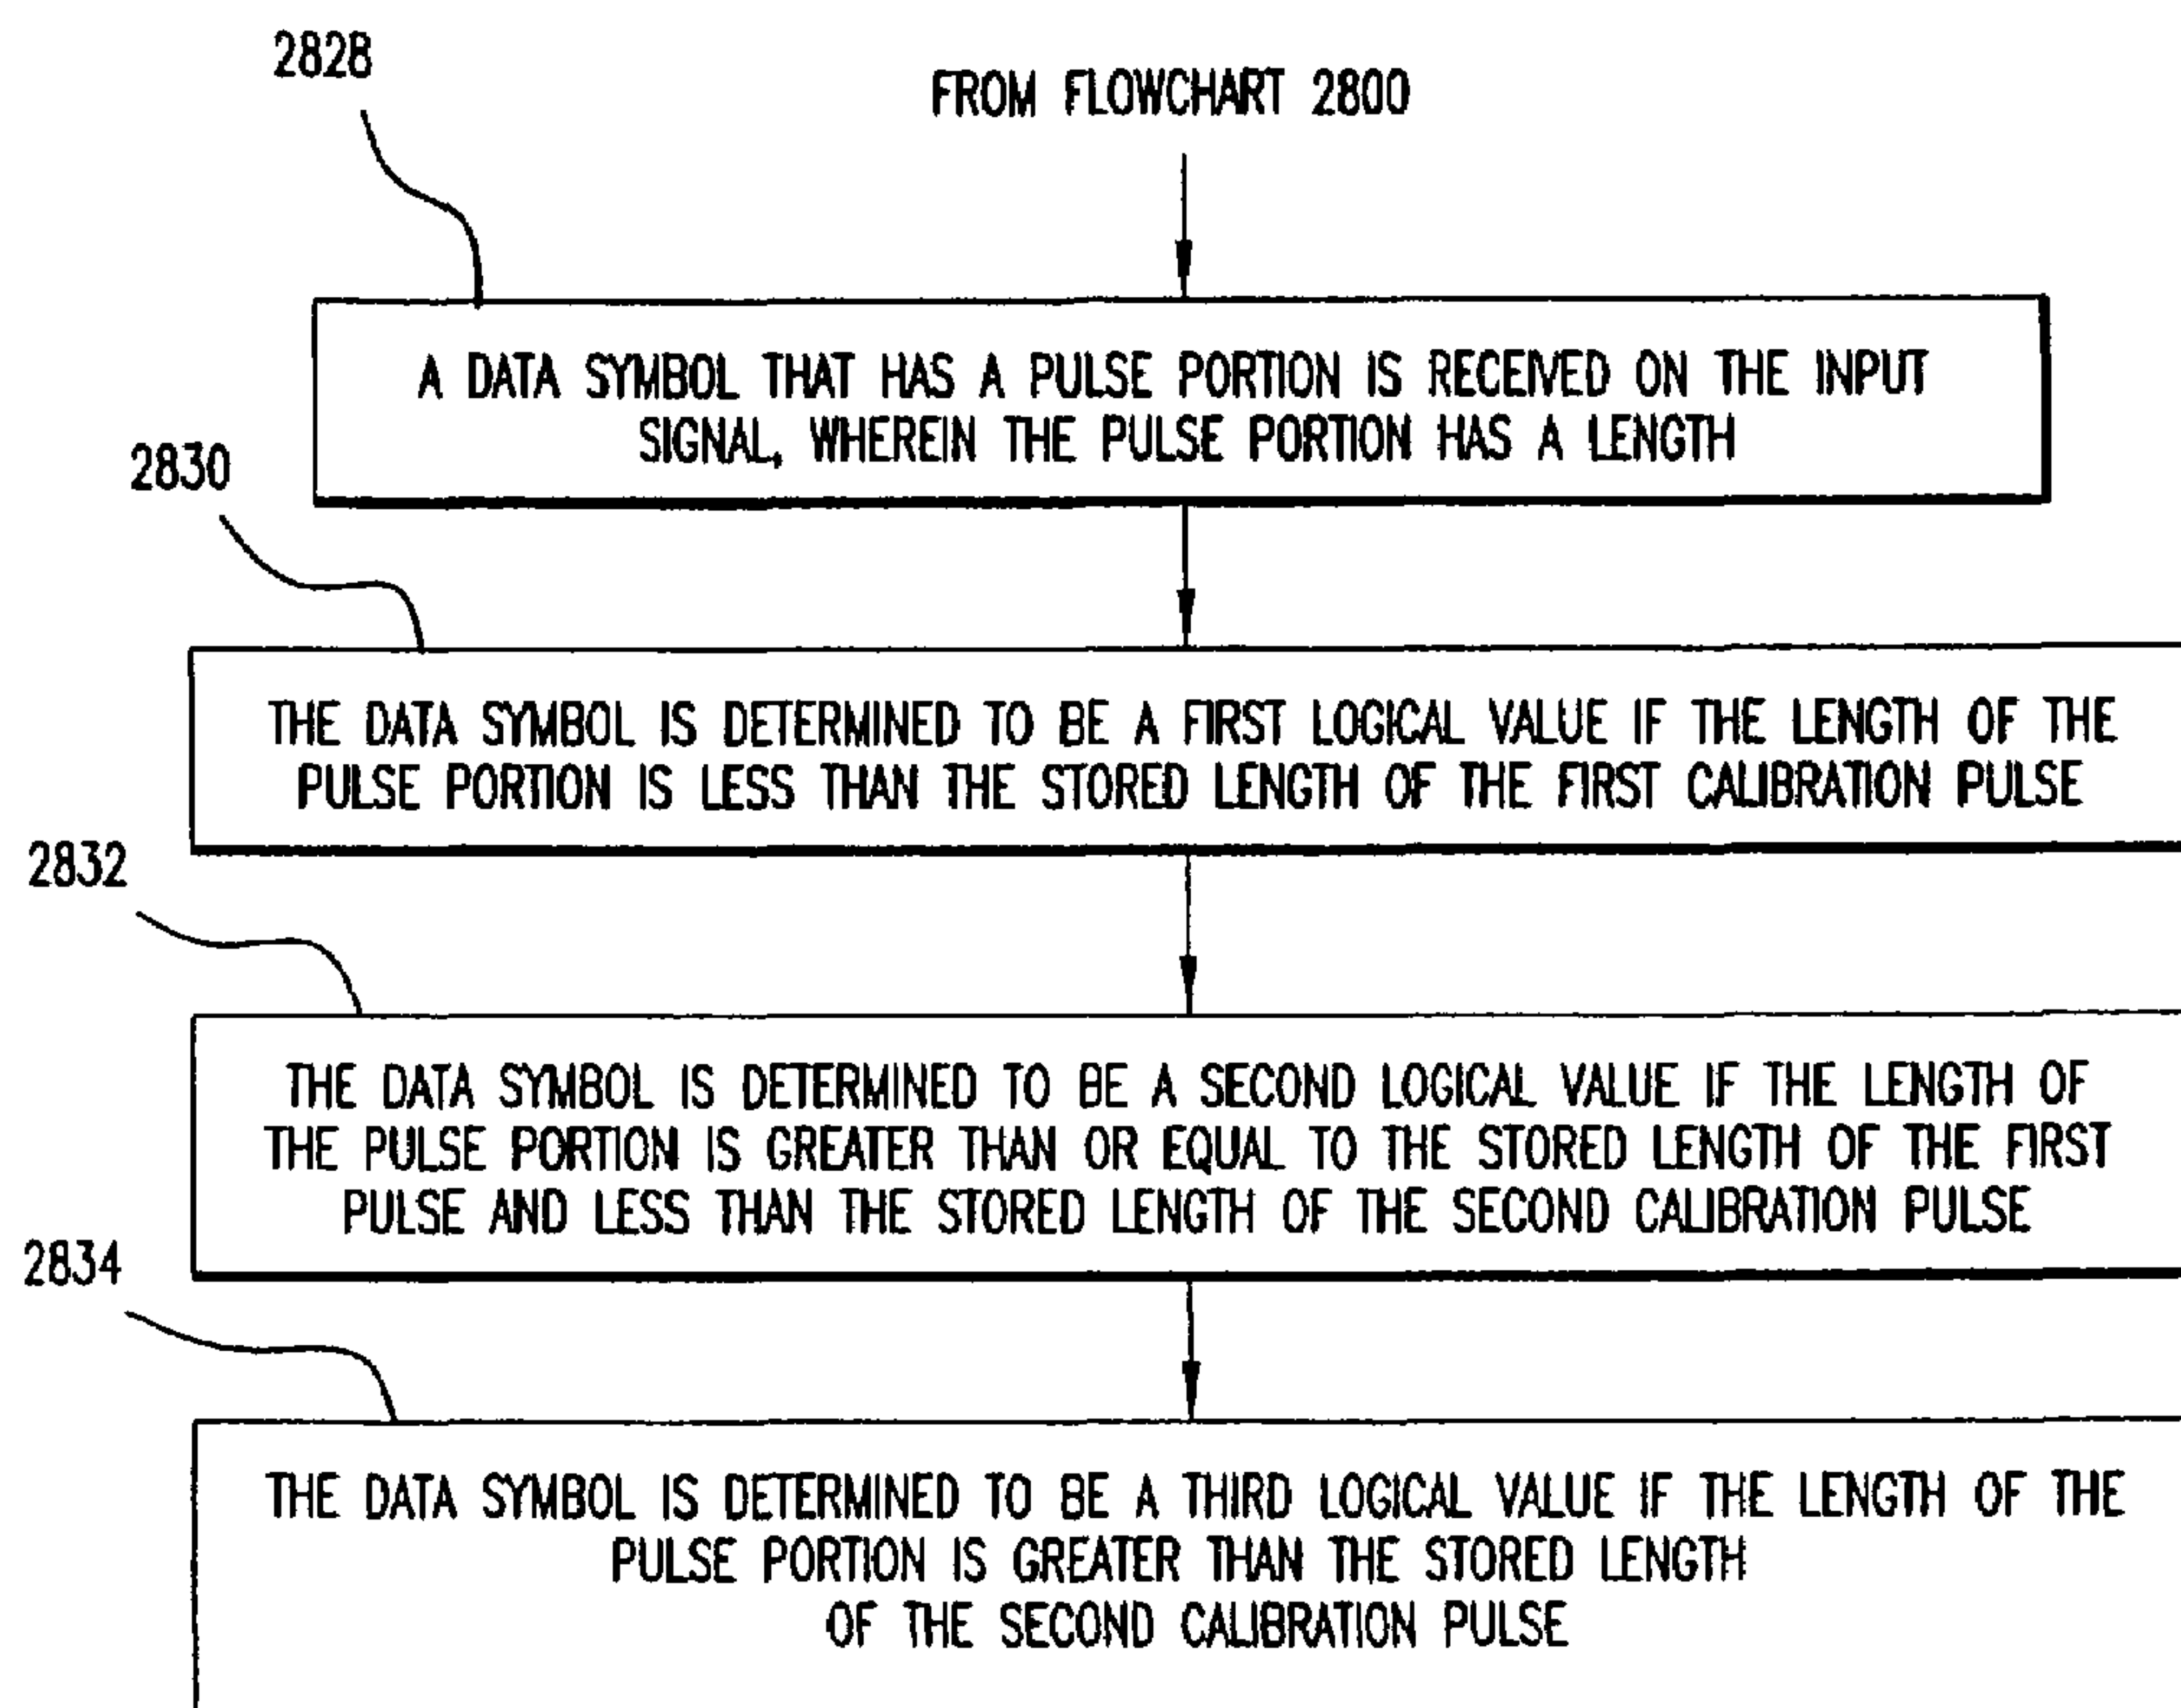 2828
FROM FLOWCHART 2800
A DATA SYMBOL THAT HAS A PULSE PORTION IS RECEIVED ON THE INPUT
SIGNAL, WHEREIN THE PULSE PORTION HAS A LENGTH
2830
THE DATA SYMBOL IS DETERMINED TO BE A FIRST LOGICAL VALUE IF THE LENGTH OF THE
PULSE PORTION IS LESS THAN THE STORED LENGTH OF THE FIRST CALIBRATION PULSE
2832
THE DATA SYMBOL IS DETERMINED TO BE A SECOND LOGICAL VALUE IF THE LENGTH OF
THE PULSE PORTION IS GREATER THAN OR EQUAL TO THE STORED LENGTH OF THE FIRST
PULSE AND LESS THAN THE STORED LENGTH OF THE SECOND CALIBRATION PULSE
2834
THE DATA SYMBOL IS DETERMINED TO BE A THIRD LOGICAL VALUE IF THE LENGTH OF THE
PULSE PORTION IS GREATER THAN THE STORED LENGTH
OF THE SECOND CALIBRATION PULSE